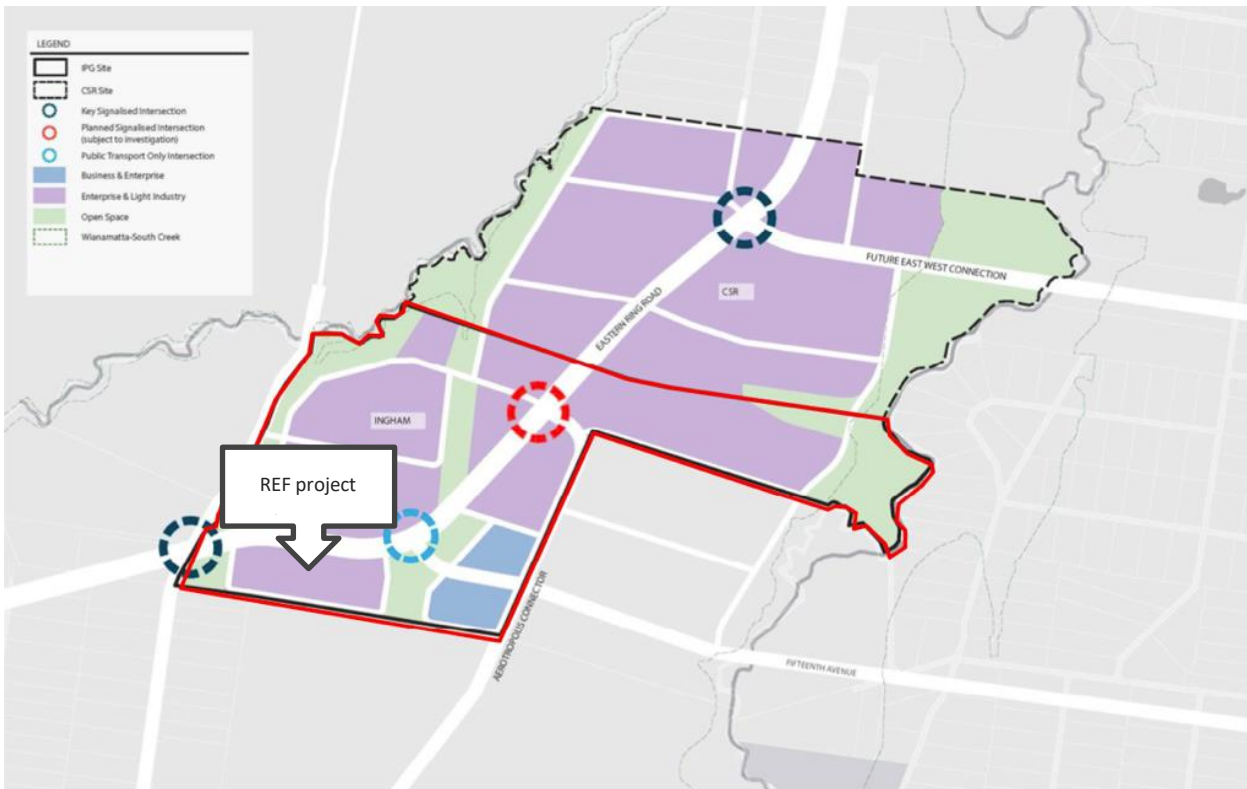 LEGEND
IPG Site
CSR Site
Key Signalised Intersection
Planned Signalised Intersection
(subject to investigation)
Public Transport Only Intersection
Business & Enterprise
Enterprise & Light Industry
Open Space
Wianamatta-South Creek
FUTURE EAST WEST CONNECTION
CSR
EASTERN RING ROAD
INGHAM
REF project
AEROTROPOLIS CONNECTOR
FIFTEENTH AVENUE